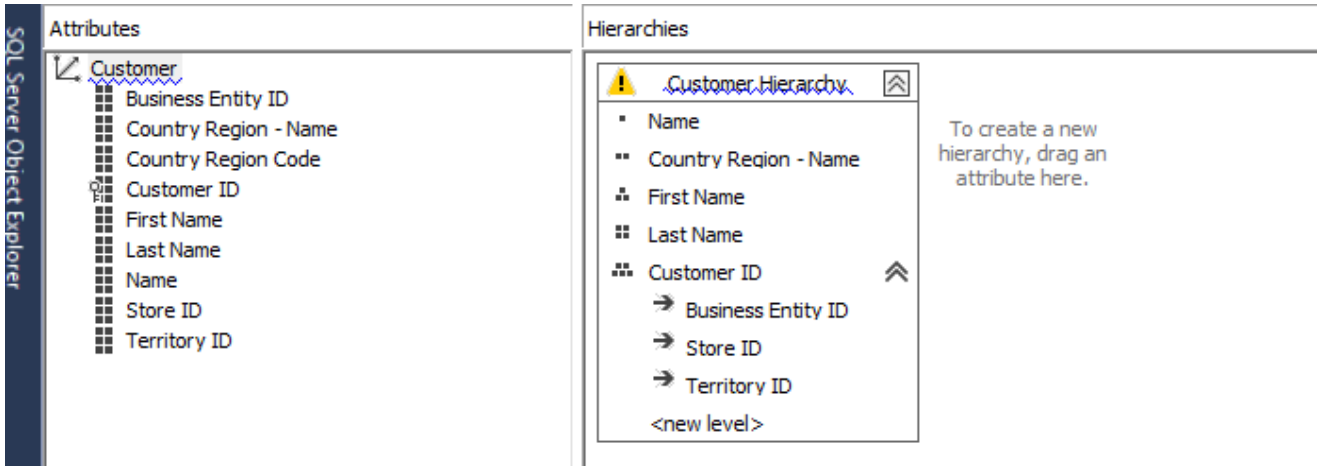 SQL Server Object Explorer
Attributes
Customer
Business Entity ID
Country Region - Name
Country Region Code
Customer ID
First Name
Last Name
Name
Store ID
Territory ID
Hierarchies
Customer Hierarchy
Name
Country Region - Name
First Name
Last Name
Customer ID
Business Entity ID
Store ID
Territory ID
<new level>
To create a new
hierarchy, drag an
attribute here.